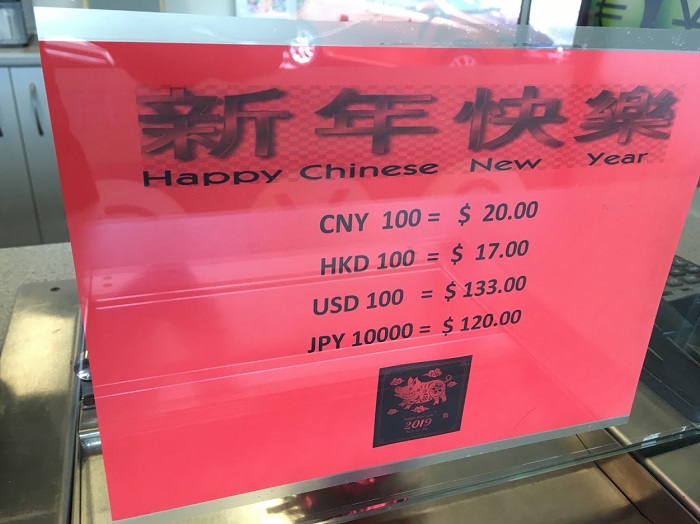 新年快樂
Happy Chinese New Year
CNY 100 = $ 20.00
HKD 100 = $ 17.00
USD 100 = $ 133.00
JPY 10000 = $ 120.00
2019